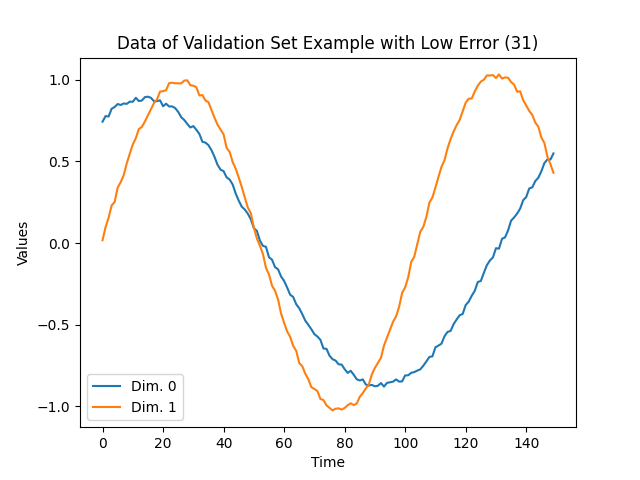 Data of Validation Set Example with Low Error (31)
1.0
0.5
0.0
−0.5
−1.0
Values
Dim. 0
Dim. 1
0 20 40 60 80 100 120 140
Time